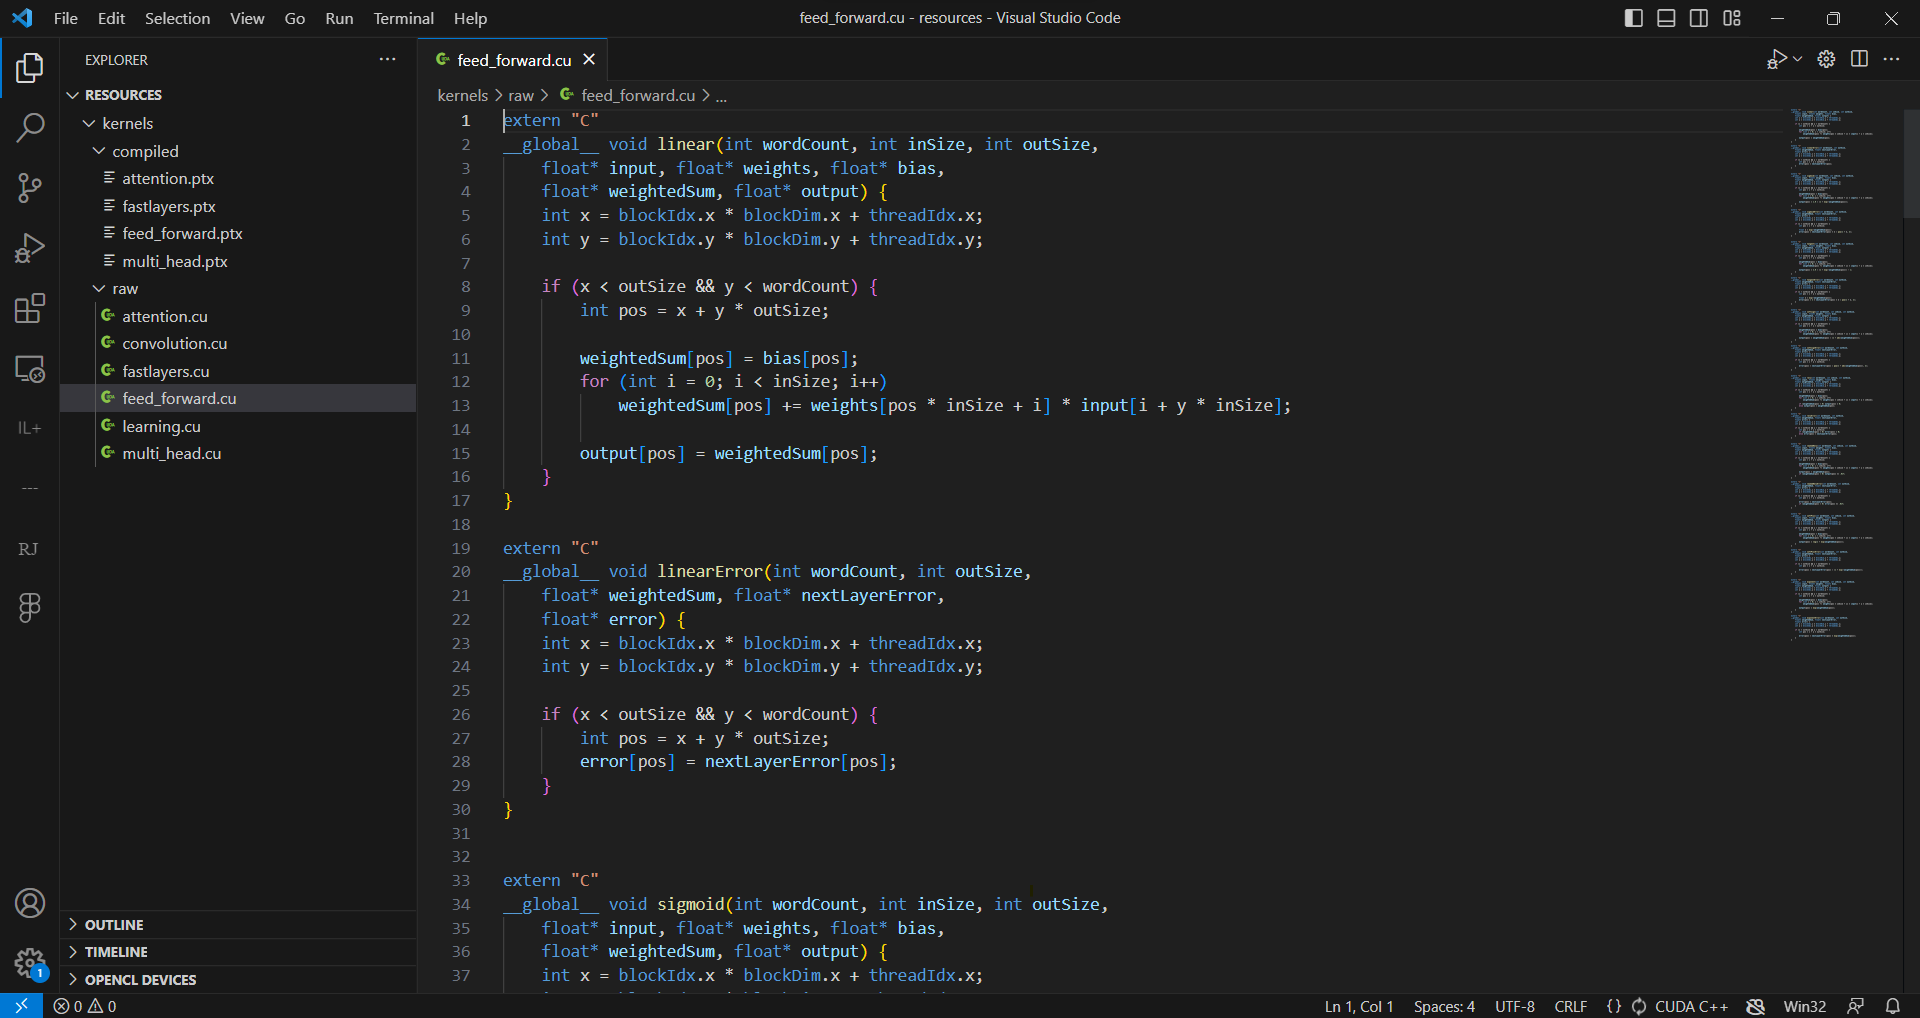 File Edit Selection View Go Run Terminal Help
feed_forward.cu - resources - Visual Studio Code
EXPLORER
RESOURCES
kernels
compiled
attention.ptx
fastlayers.ptx
feed_forward.ptx
multi_head.ptx
raw
attention.cu
convolution.cu
fastlayers.cu
feed_forward.cu
learning.cu
multi_head.cu
OUTLINE
TIMELINE
OPENCL DEVICES
IL+
---
RJ
1
feed_forward.cu
kernels > raw > feed_forward.cu > ...
1 extern "C"
2 __global__ void linear(int wordCount, int inSize, int outSize,
3     float* input, float* weights, float* bias,
4     float* weightedSum, float* output) {
5     int x = blockIdx.x * blockDim.x + threadIdx.x;
6     int y = blockIdx.y * blockDim.y + threadIdx.y;
7
8     if (x < outSize && y < wordCount) {
9         int pos = x + y * outSize;
10
11         weightedSum[pos] = bias[pos];
12         for (int i = 0; i < inSize; i++)
13             weightedSum[pos] += weights[pos * inSize + i] * input[i + y * inSize];
14
15         output[pos] = weightedSum[pos];
16     }
17 }
18
19 extern "C"
20 __global__ void linearError(int wordCount, int outSize,
21     float* weightedSum, float* nextLayerError,
22     float* error) {
23     int x = blockIdx.x * blockDim.x + threadIdx.x;
24     int y = blockIdx.y * blockDim.y + threadIdx.y;
25
26     if (x < outSize && y < wordCount) {
27         int pos = x + y * outSize;
28         error[pos] = nextLayerError[pos];
29     }
30 }
31
32
33 extern "C"
34 __global__ void sigmoid(int wordCount, int inSize, int outSize,
35     float* input, float* weights, float* bias,
36     float* weightedSum, float* output) {
37     int x = blockIdx.x * blockDim.x + threadIdx.x;
0 0
Ln 1, Col 1 Spaces: 4 UTF-8 CRLF {} CUDA C++ Win32